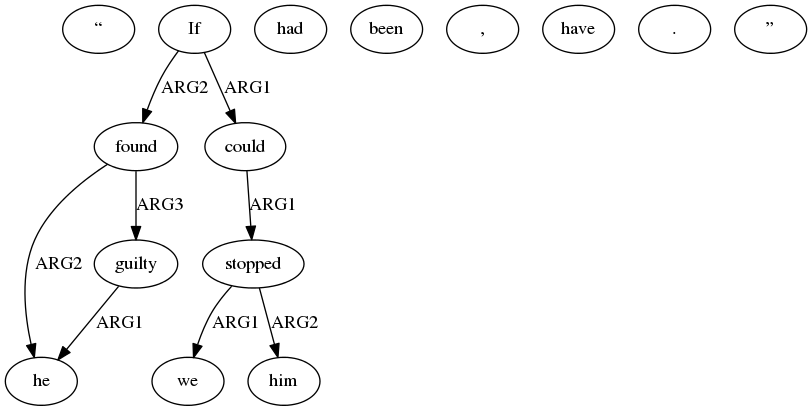 “ If had been , have . ”
ARG2 ARG1
found could
ARG3 ARG1
ARG2 guilty stopped
ARG1 ARG1 ARG2
he we him